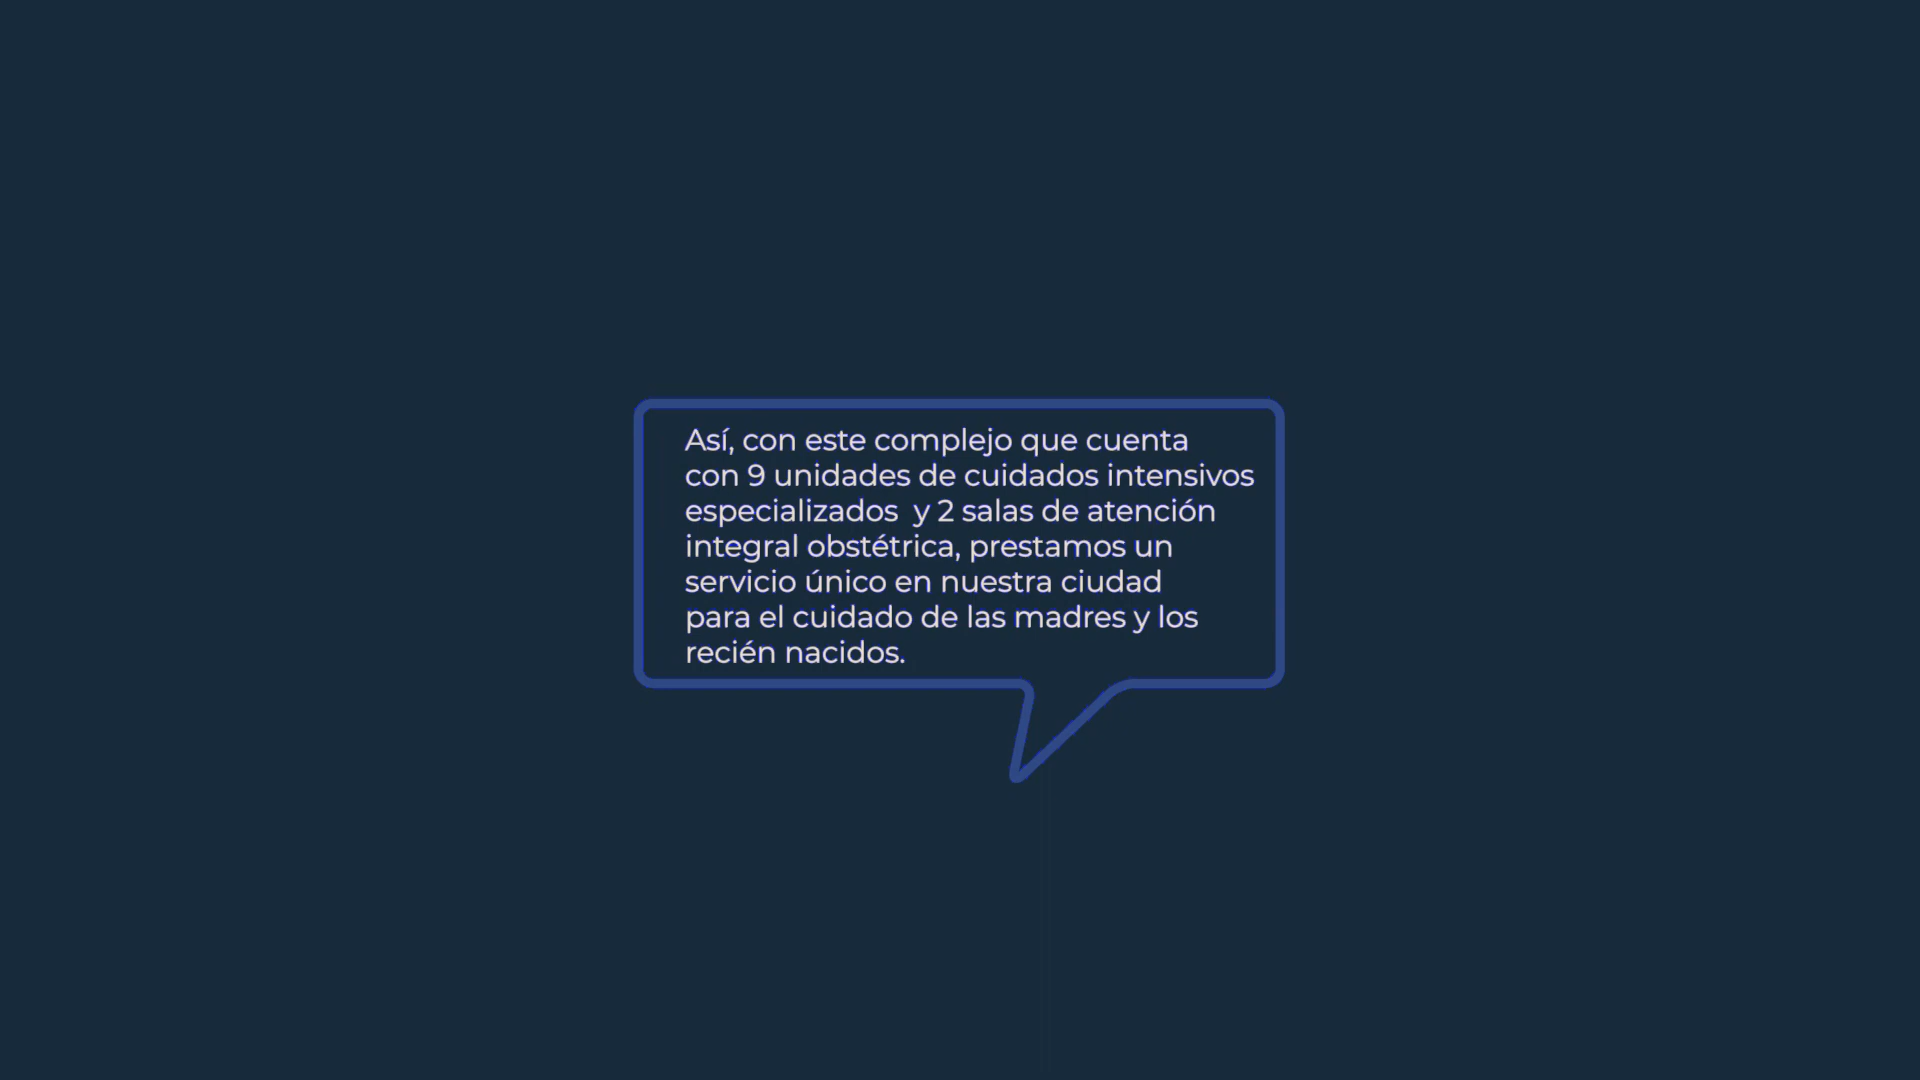 Así, con este complejo que cuenta
con 9 unidades de cuidados intensivos
especializados  y 2 salas de atención
integral obstétrica, prestamos un
servicio único en nuestra ciudad
para el cuidado de las madres y los
recién nacidos.